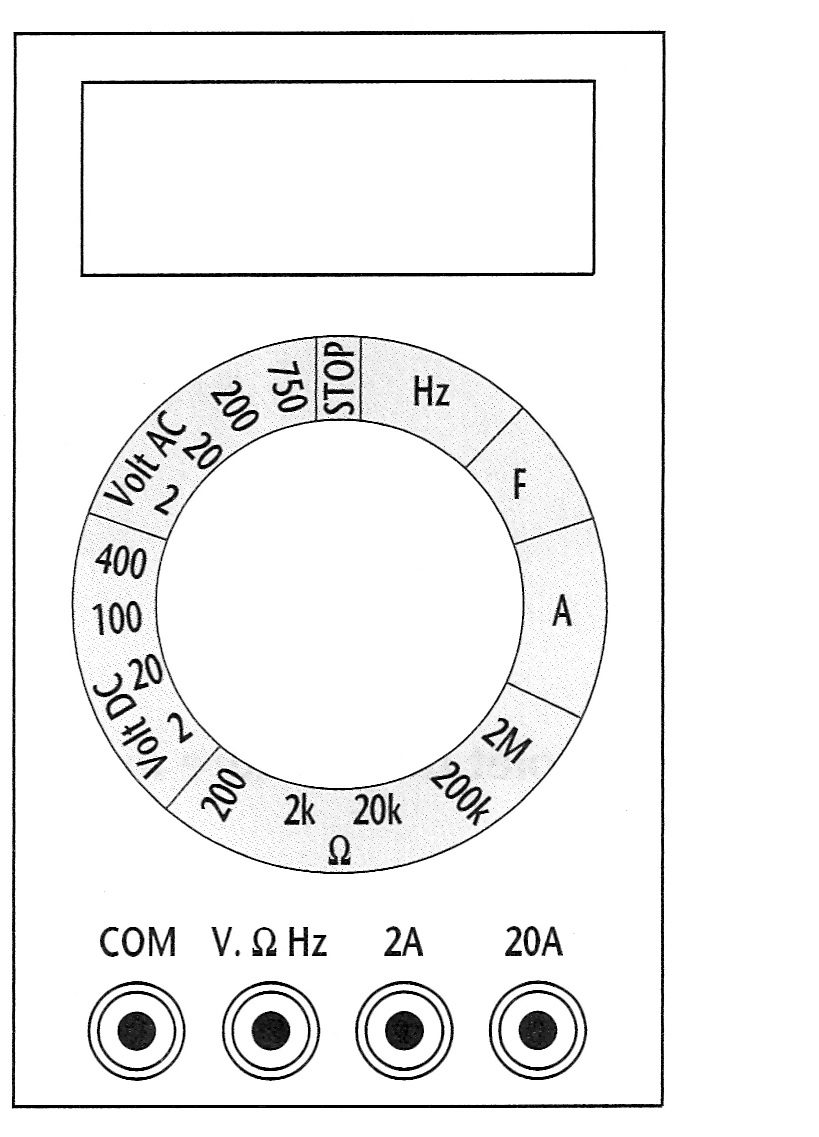 STOP
Hz
F
A
2M
200k
20k
2k
200
Ω
2
20
100
400
Volt DC
2
20
200
750
Volt AC
COM V. Ω Hz 2A 20A